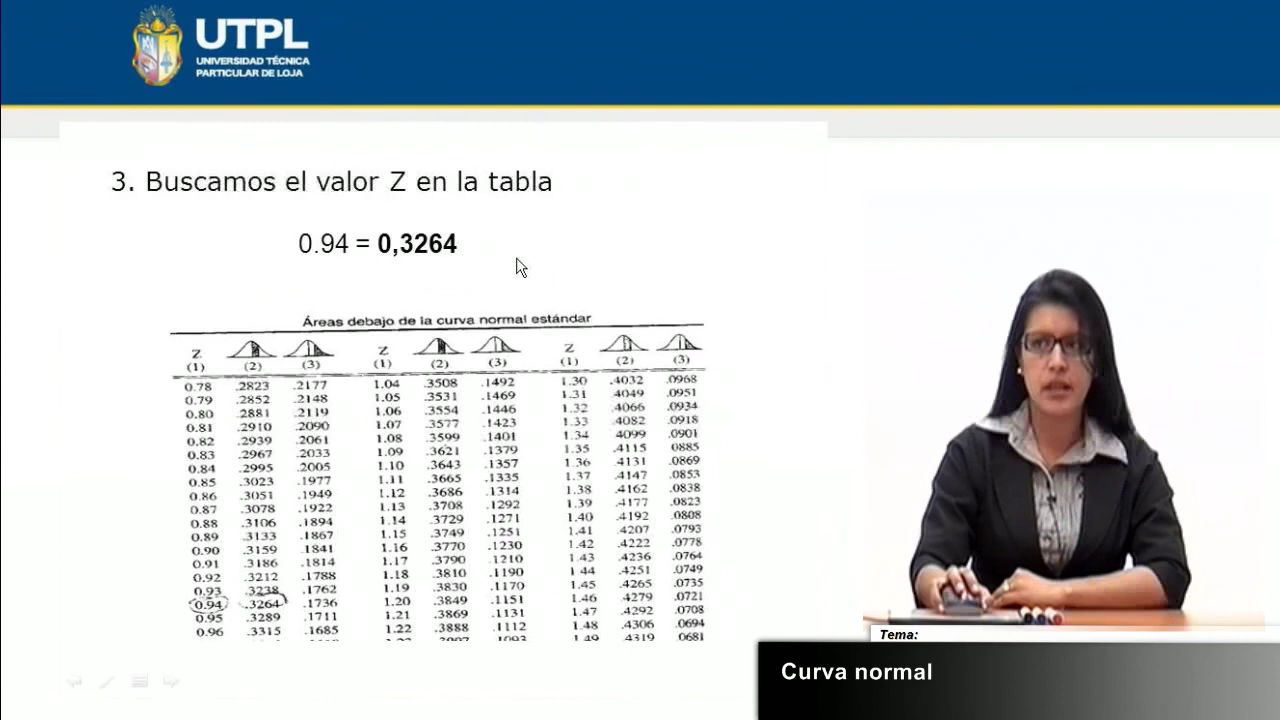 UTPL
UNIVERSIDAD TÉCNICA
PARTICULAR DE LOJA
3. Buscamos el valor Z en la tabla
0.94 = 0,3264
Áreas debajo de la curva normal estándar
Z Z Z
(1) (2) (3) (1) (2) (3) (1) (2) (3)
0.78 .2823 .2177 1.04 .3508 .1492 1.30 .4032 .0968
0.79 .2852 .2148 1.05 .3531 .1469 1.31 .4049 .0951
0.80 .2881 .2119 1.06 .3554 .1446 1.32 .4066 .0934
0.81 .2910 .2090 1.07 .3577 .1423 1.33 .4082 .0918
0.82 .2939 .2061 1.08 .3599 .1401 1.34 4099 .0901
0.83 .2967 .2033 1.09 .3621 .1379 1.35 .4115 0885
0.84 .2995 .2005 1.10 .3643 .1357 1.36 .4131 .0869
0.85 .3023 .1977 1.11 .3665 .1335 1.37 .4147 .0853
0.86 .3051 .1949 1.12 .3686 .1314 1.38 .4162 .0838
0.87 .3078 .1922 1.13 .3708 .1292 1.39 .4177 .0823
0.88 .3106 .1894 1.14 .3729 .1271 1.40 .4192 .0808
0.89 .3133 .1867 1.15 .3749 .1251 1.41 .4207 .0793
0.90 .3159 .1841 1.16 .3770 .1230 1.42 .4222 .0778
0.91 .3186 .1814 1.17 .3790 .1210 1.43 .4236 .0764
0.92 .3212 .1788 1.18 .3810 .1190 1 44 .4251 .0749
0.93 .3238 .1762 1.19 .3830 .1170 1.45 .4265 .0735
0.94 .3264 .1736 1.20 .3849 .1151 1.46 .4279 .0721
0.95 .3289 .1711 1.21 .3869 .1131 1.47 .4292 .0708
0.96 .3315 .1685 1.22 .3888 .1112 1.48 .4306 .0694
1.49 .4319 .0681
Tema:
Curva normal